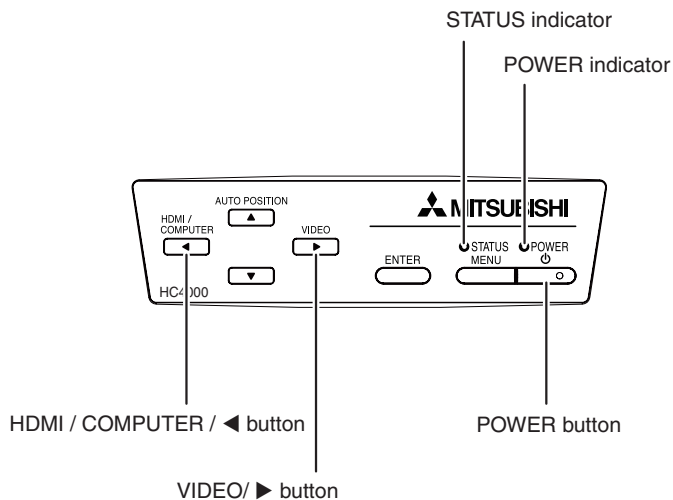 STATUS indicator
POWER indicator
AUTO POSITION
▲
HDMI /
COMPUTER
◀
VIDEO
▶
▼
HC4000
MITSUBISHI
STATUS
POWER
ENTER
MENU
HDMI / COMPUTER / ◀ button
POWER button
VIDEO/ ▶ button